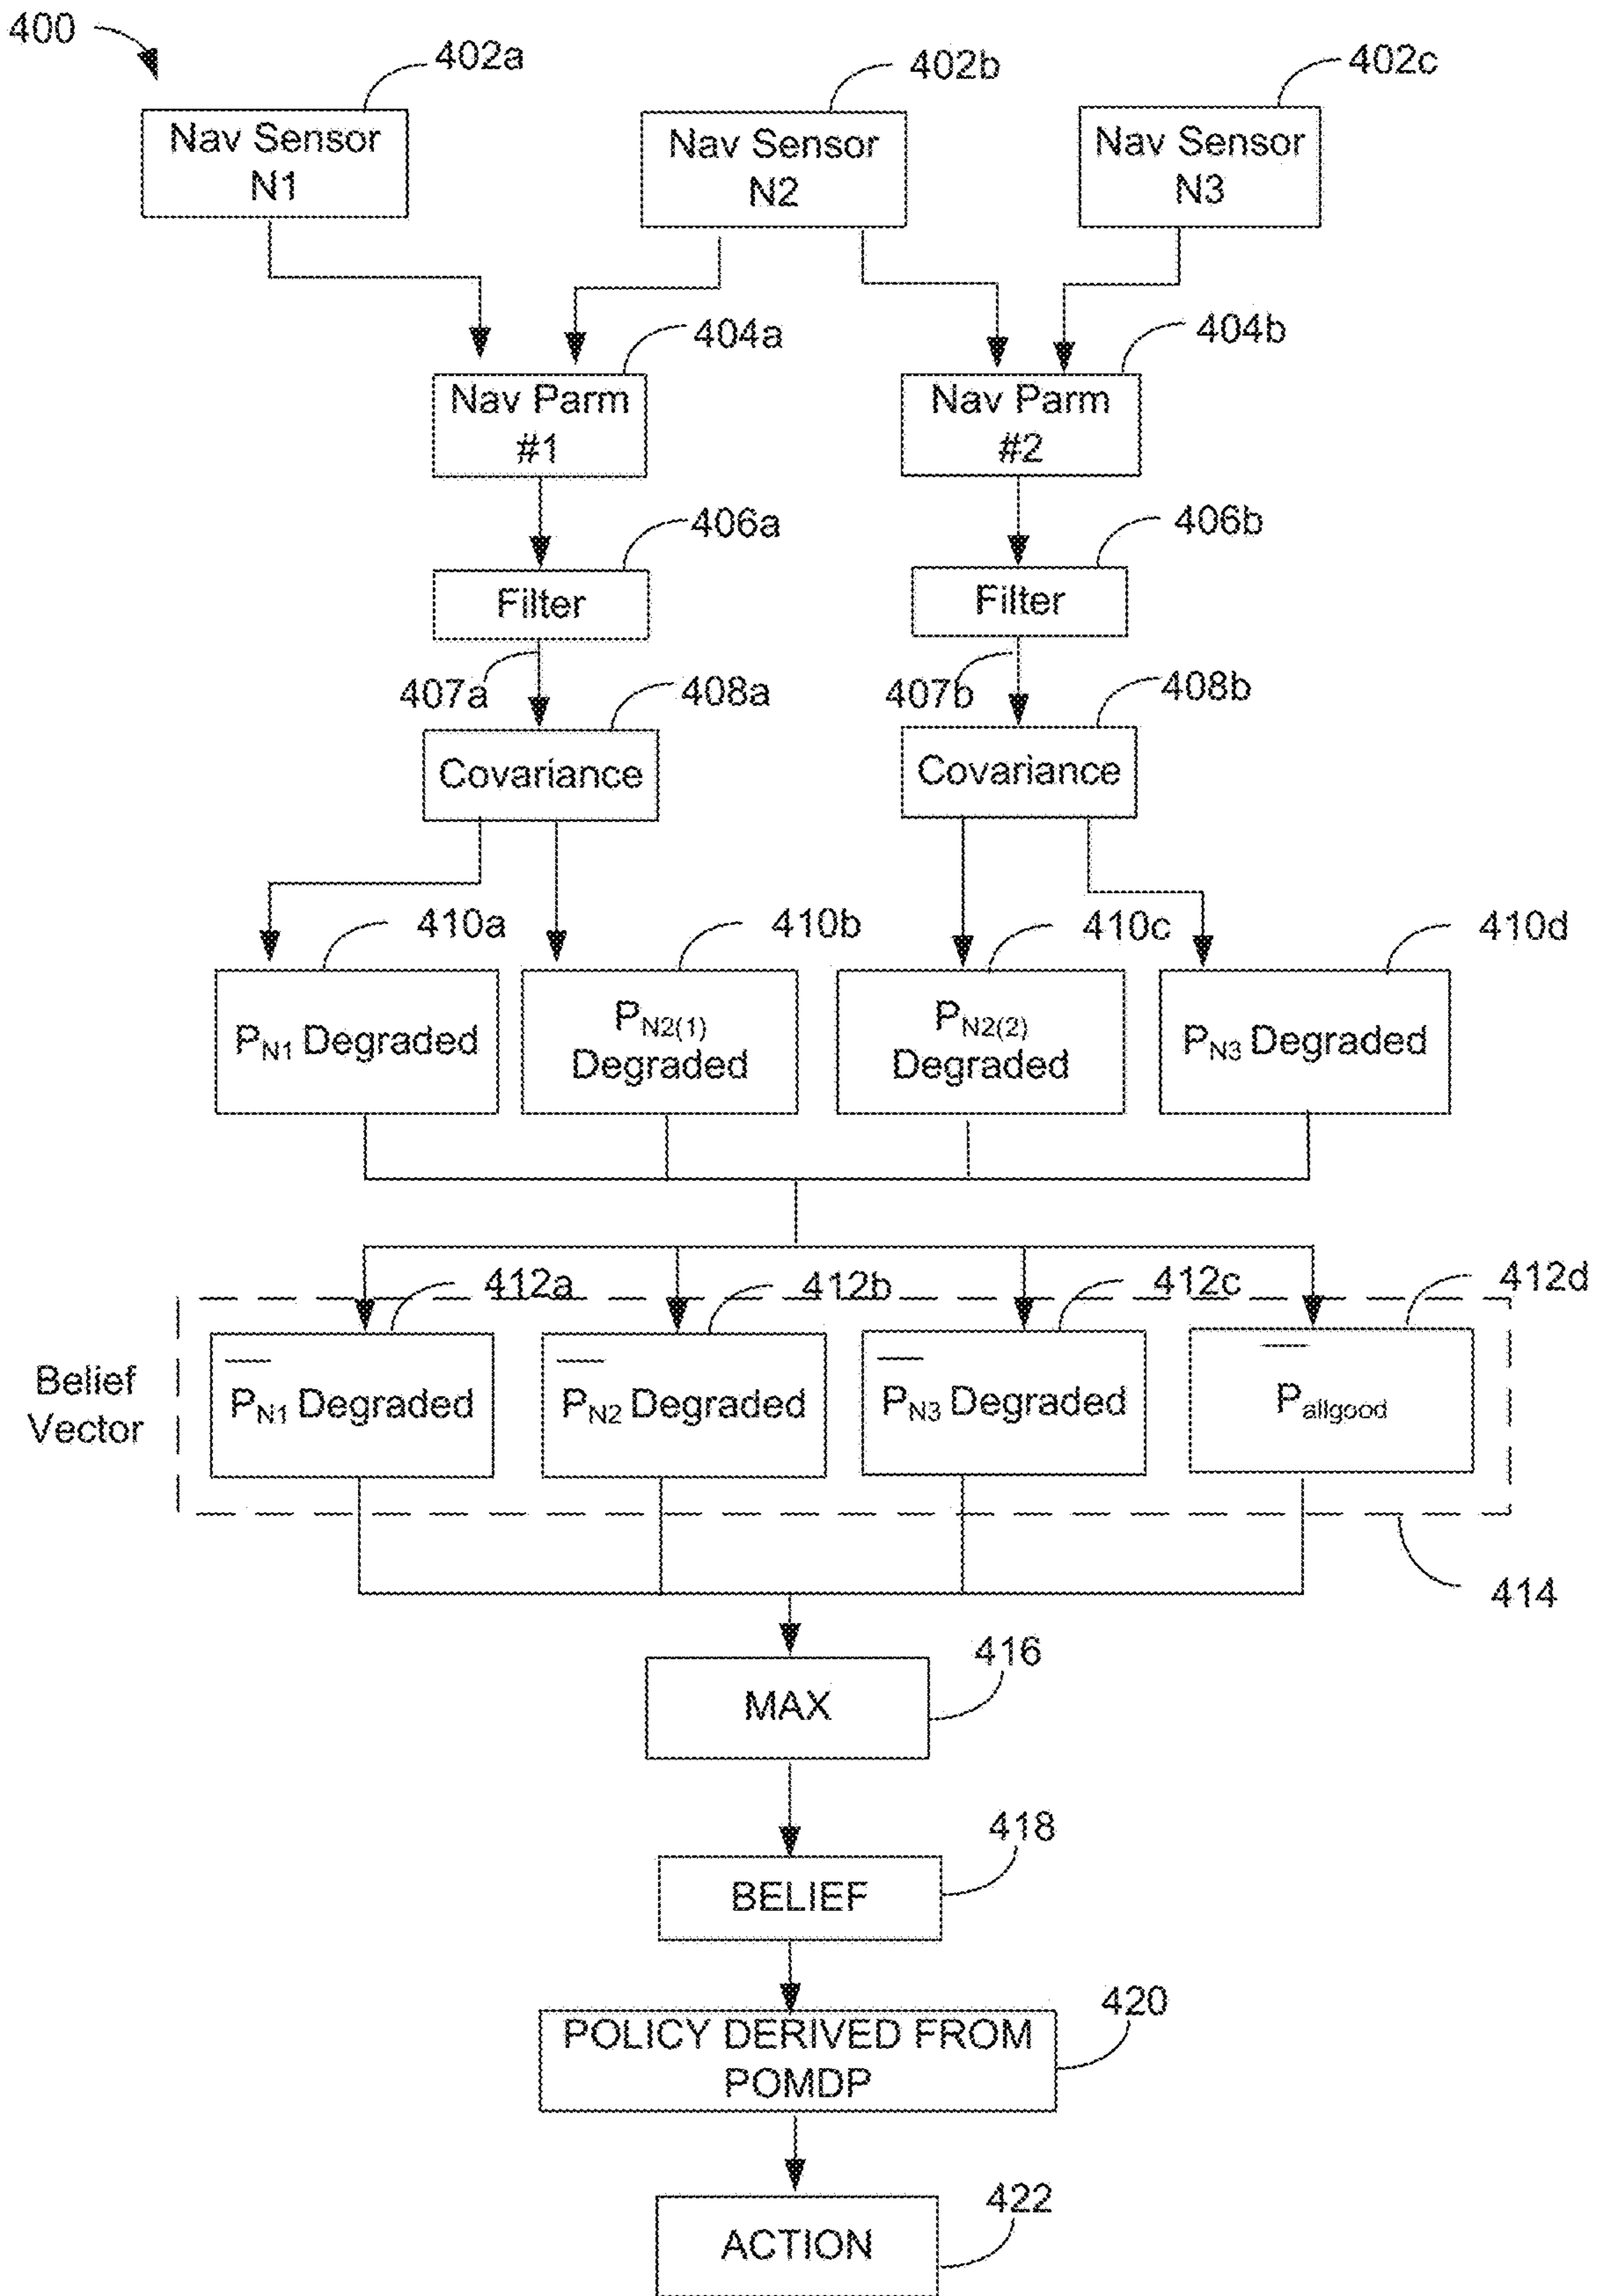 400
402a
402b
402c
Nav Sensor
N1
Nav Sensor
N2
Nav Sensor
N3
404a
404b
Nav Parm
#1
Nav Parm
#2
406a
406b
Filter
Filter
407a
408a
407b
408b
Covariance
Covariance
410a
410b
410c
410d
PN1 Degraded
PN2(1)
Degraded
PN2(2)
Degraded
PN3 Degraded
412a
412b
412c
412d
Belief
Vector
PN1 Degraded
PN2 Degraded
PN3 Degraded
Pallgood
414
416
MAX
418
BELIEF
420
POLICY DERIVED FROM
POMDP
422
ACTION